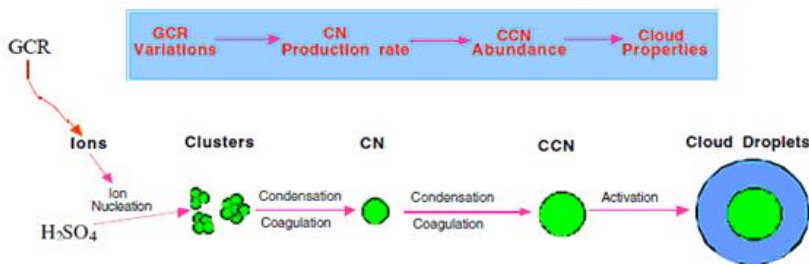 GCR
GCR Variations
CN Production rate
CCN Abundance
Cloud Properties
Ions
Clusters
CN
CCN
Cloud Droplets
Ion Nucleation
H₂SO₄
Condensation
Coagulation
Condensation
Coagulation
Activation